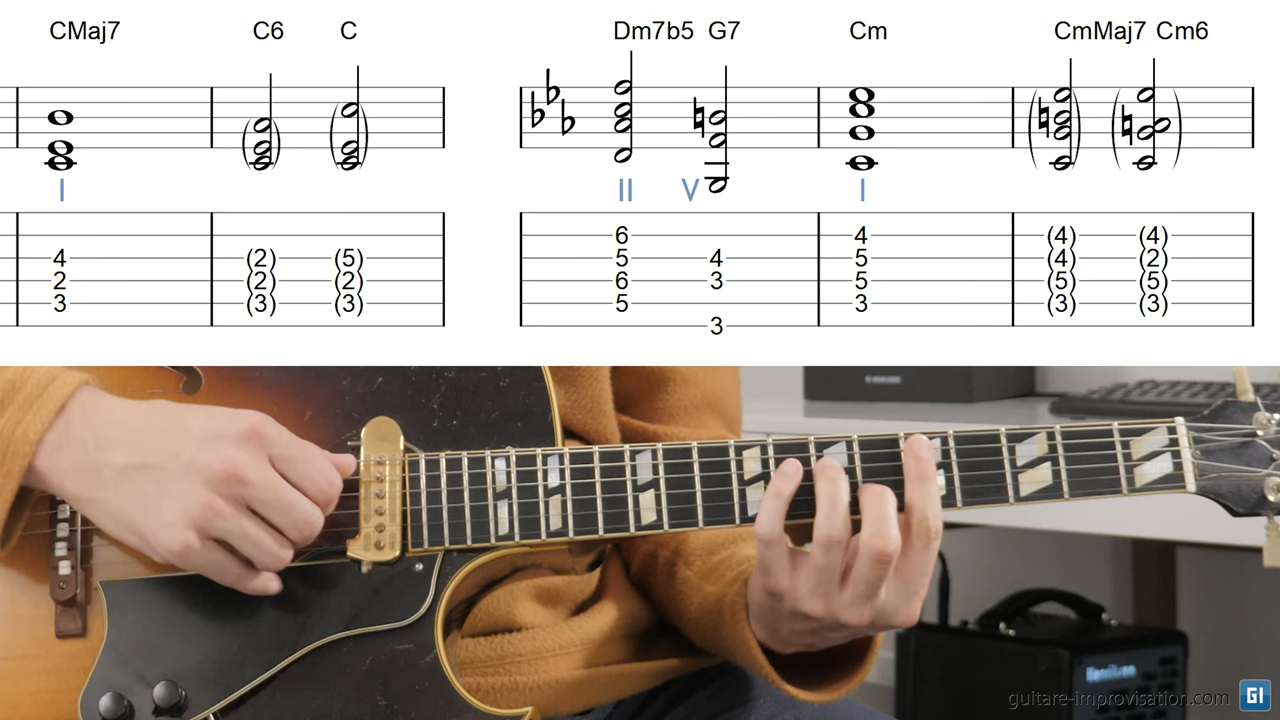 CMaj7 C6 C Dm7b5 G7 Cm CmMaj7 Cm6
I II V I
6 4 (4) (4)
4 (2) (5) 5 4 5 (4) (2)
2 (2) (2) 6 3 5 (5) (5)
3 (3) (3) 5 3 (3) (3)
3
Henriksen
guitare-improvisation.com GI